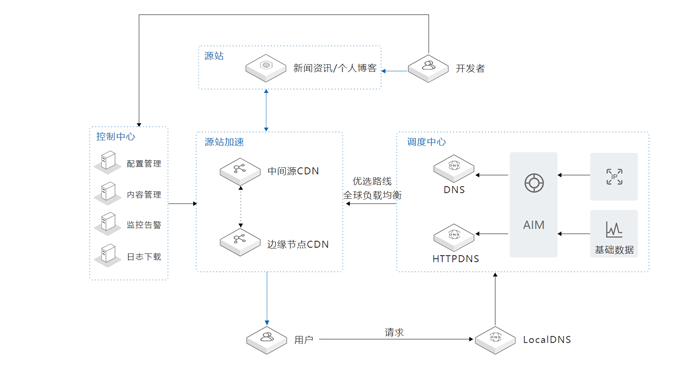 源站
新闻资讯/个人博客
开发者
控制中心
配置管理
内容管理
监控告警
日志下载
源站加速
中间源CDN
边缘节点CDN
优选路线
全球负载均衡
调度中心
DNS
HTTPDNS
AIM
IP
基础数据
用户
请求
LocalDNS